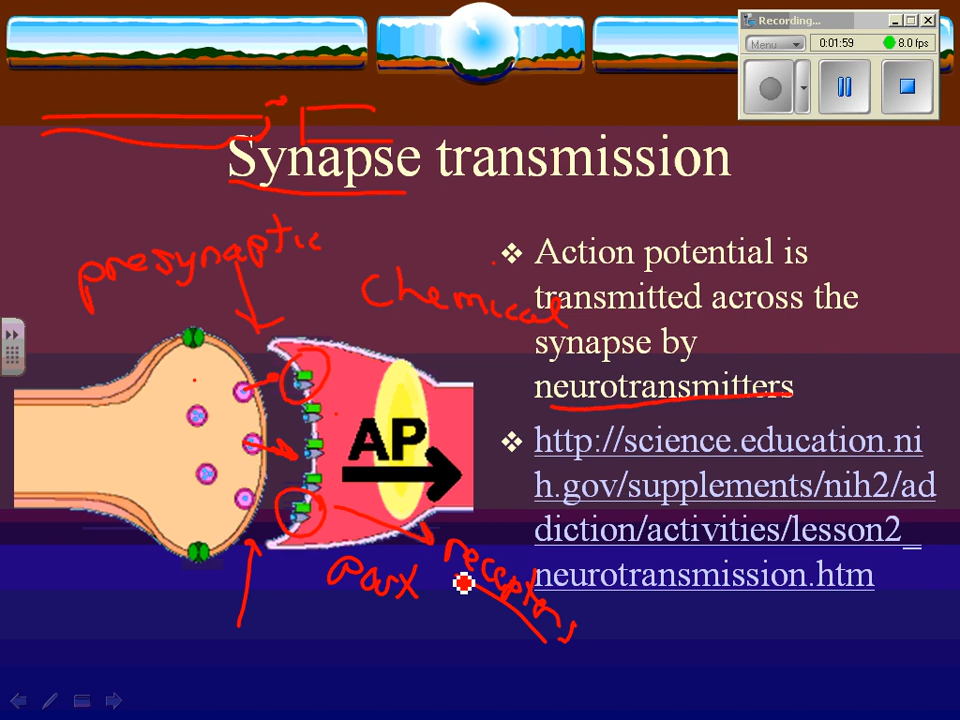 Recording...
Menu
0:01:59
8.0 fps
Synapse transmission
presynaptic
chemical
Action potential is
transmitted across the
synapse by
neurotransmitters
http://science.education.ni
h.gov/supplements/nih2/ad
diction/activities/lesson2_
neurotransmission.htm
AP
receptors